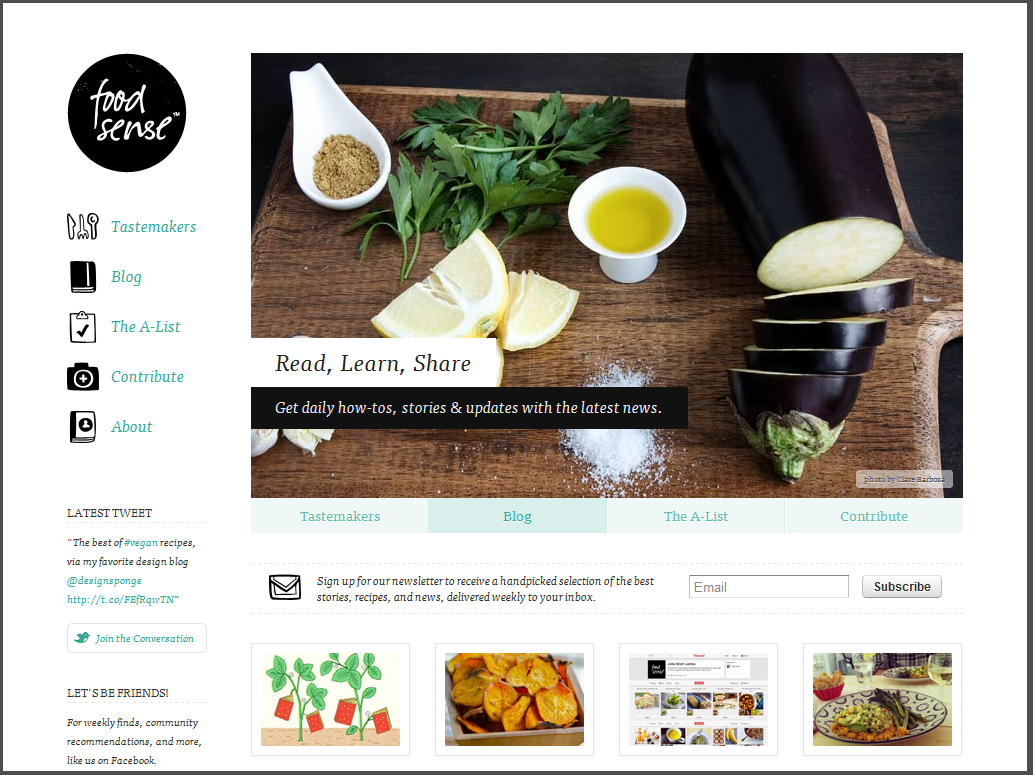 food
sense™
Tastemakers
Blog
The A-List
Contribute
About
LATEST TWEET
"The best of #vegan recipes,
via my favorite design blog
@designsponge
http://t.co/FEfRqwTN"
Join the Conversation
LET'S BE FRIENDS!
For weekly finds, community
recommendations, and more,
like us on Facebook.
Read, Learn, Share
Get daily how-tos, stories & updates with the latest news.
photo by Clare Barboza
Tastemakers
Blog
The A-List
Contribute
Sign up for our newsletter to receive a handpicked selection of the best
stories, recipes, and news, delivered weekly to your inbox.
Email
Subscribe